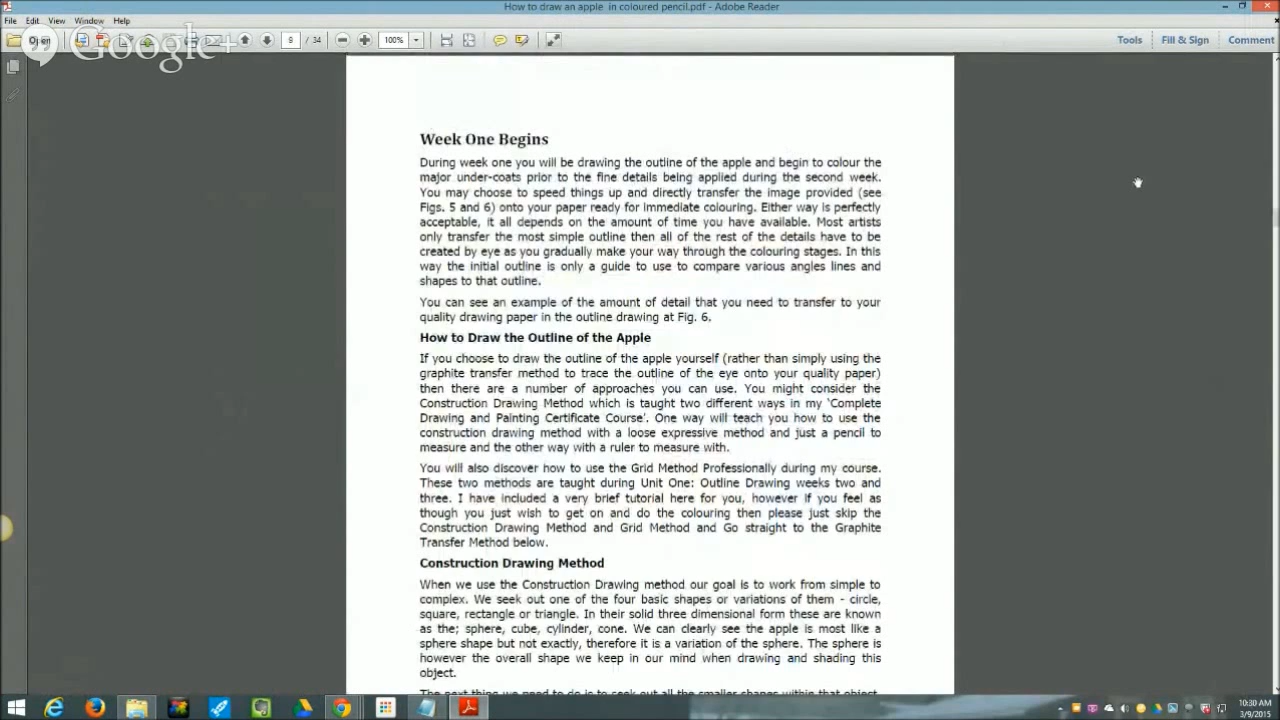 How to draw an apple in coloured pencil.pdf - Adobe Reader
File Edit View Window Help
Open 9 / 34 100% Tools Fill & Sign Comment
Google+
Week One Begins
During week one you will be drawing the outline of the apple and begin to colour the
major under-coats prior to the fine details being applied during the second week.
You may choose to speed things up and directly transfer the image provided (see
Figs. 5 and 6) onto your paper ready for immediate colouring. Either way is perfectly
acceptable, it all depends on the amount of time you have available. Most artists
only transfer the most simple outline then all of the rest of the details have to be
created by eye as you gradually make your way through the colouring stages. In this
way the initial outline is only a guide to use to compare various angles lines and
shapes to that outline.
You can see an example of the amount of detail that you need to transfer to your
quality drawing paper in the outline drawing at Fig. 6.
How to Draw the Outline of the Apple
If you choose to draw the outline of the apple yourself (rather than simply using the
graphite transfer method to trace the outline of the eye onto your quality paper)
then there are a number of approaches you can use. You might consider the
Construction Drawing Method which is taught two different ways in my ‘Complete
Drawing and Painting Certificate Course’. One way will teach you how to use the
construction drawing method with a loose expressive method and just a pencil to
measure and the other way with a ruler to measure with.
You will also discover how to use the Grid Method Professionally during my course.
These two methods are taught during Unit One: Outline Drawing weeks two and
three. I have included a very brief tutorial here for you, however if you feel as
though you just wish to get on and do the colouring then please just skip the
Construction Drawing Method and Grid Method and Go straight to the Graphite
Transfer Method below.
Construction Drawing Method
When we use the Construction Drawing method our goal is to work from simple to
complex. We seek out one of the four basic shapes or variations of them - circle,
square, rectangle or triangle. In their solid three dimensional form these are known
as the; sphere, cube, cylinder, cone. We can clearly see the apple is most like a
sphere shape but not exactly, therefore it is a variation of the sphere. The sphere is
however the overall shape we keep in our mind when drawing and shading this
object.
The next thing we need to do is to seek out all the smaller shapes within that object.
10:30 AM
3/9/2015